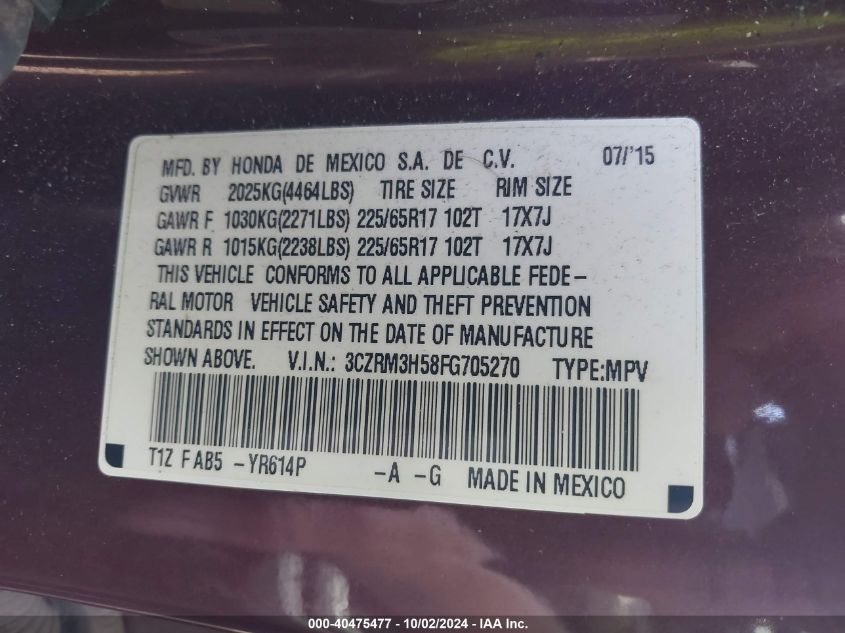 MFD. BY HONDA DE MEXICO S.A. DE C.V. 07/'15
GVWR 2025KG(4464LBS) TIRE SIZE RIM SIZE
GAWR F 1030KG(2271LBS) 225/65R17 102T 17X7J
GAWR R 1015KG(2238LBS) 225/65R17 102T 17X7J
THIS VEHICLE CONFORMS TO ALL APPLICABLE FEDE-
RAL MOTOR VEHICLE SAFETY AND THEFT PREVENTION
STANDARDS IN EFFECT ON THE DATE OF MANUFACTURE
SHOWN ABOVE. V.I.N.: 3CZRM3H58FG705270 TYPE:MPV
T1Z F AB5 -YR614P -A -G MADE IN MEXICO
000-40475477 - 10/02/2024 - IAA Inc.